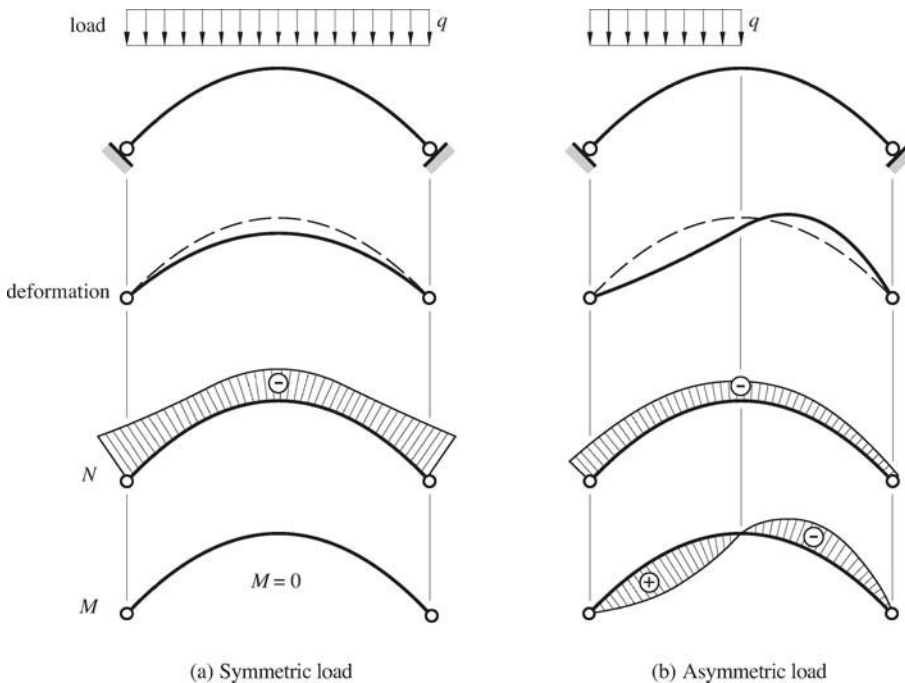 load
q
q
deformation
N
−
−
M
M = 0
+
−
(a) Symmetric load
(b) Asymmetric load